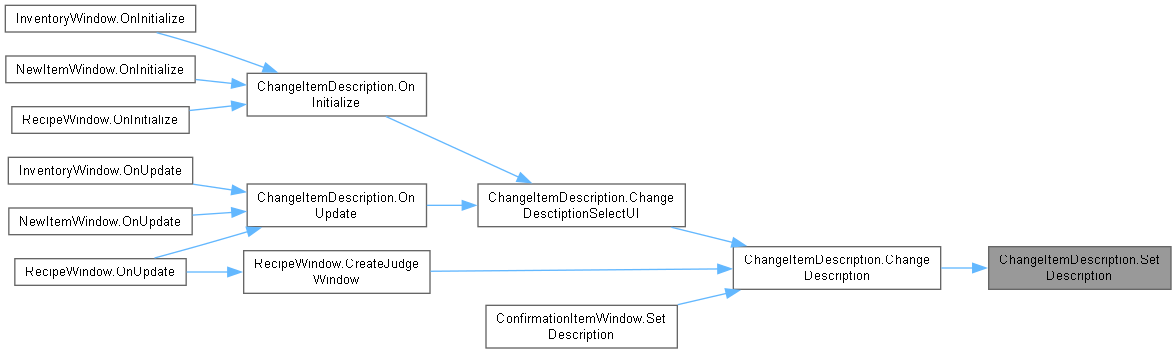 InventoryWindow.OnInitialize
NewItemWindow.OnInitialize
RecipeWindow.OnInitialize
ChangeItemDescription.On
Initialize
InventoryWindow.OnUpdate
NewItemWindow.OnUpdate
RecipeWindow.OnUpdate
ChangeItemDescription.On
Update
RecipeWindow.CreateJudge
Window
ChangeItemDescription.Change
DesctiptionSelectUI
ConfirmationItemWindow.Set
Description
ChangeItemDescription.Change
Description
ChangeItemDescription.Set
Description